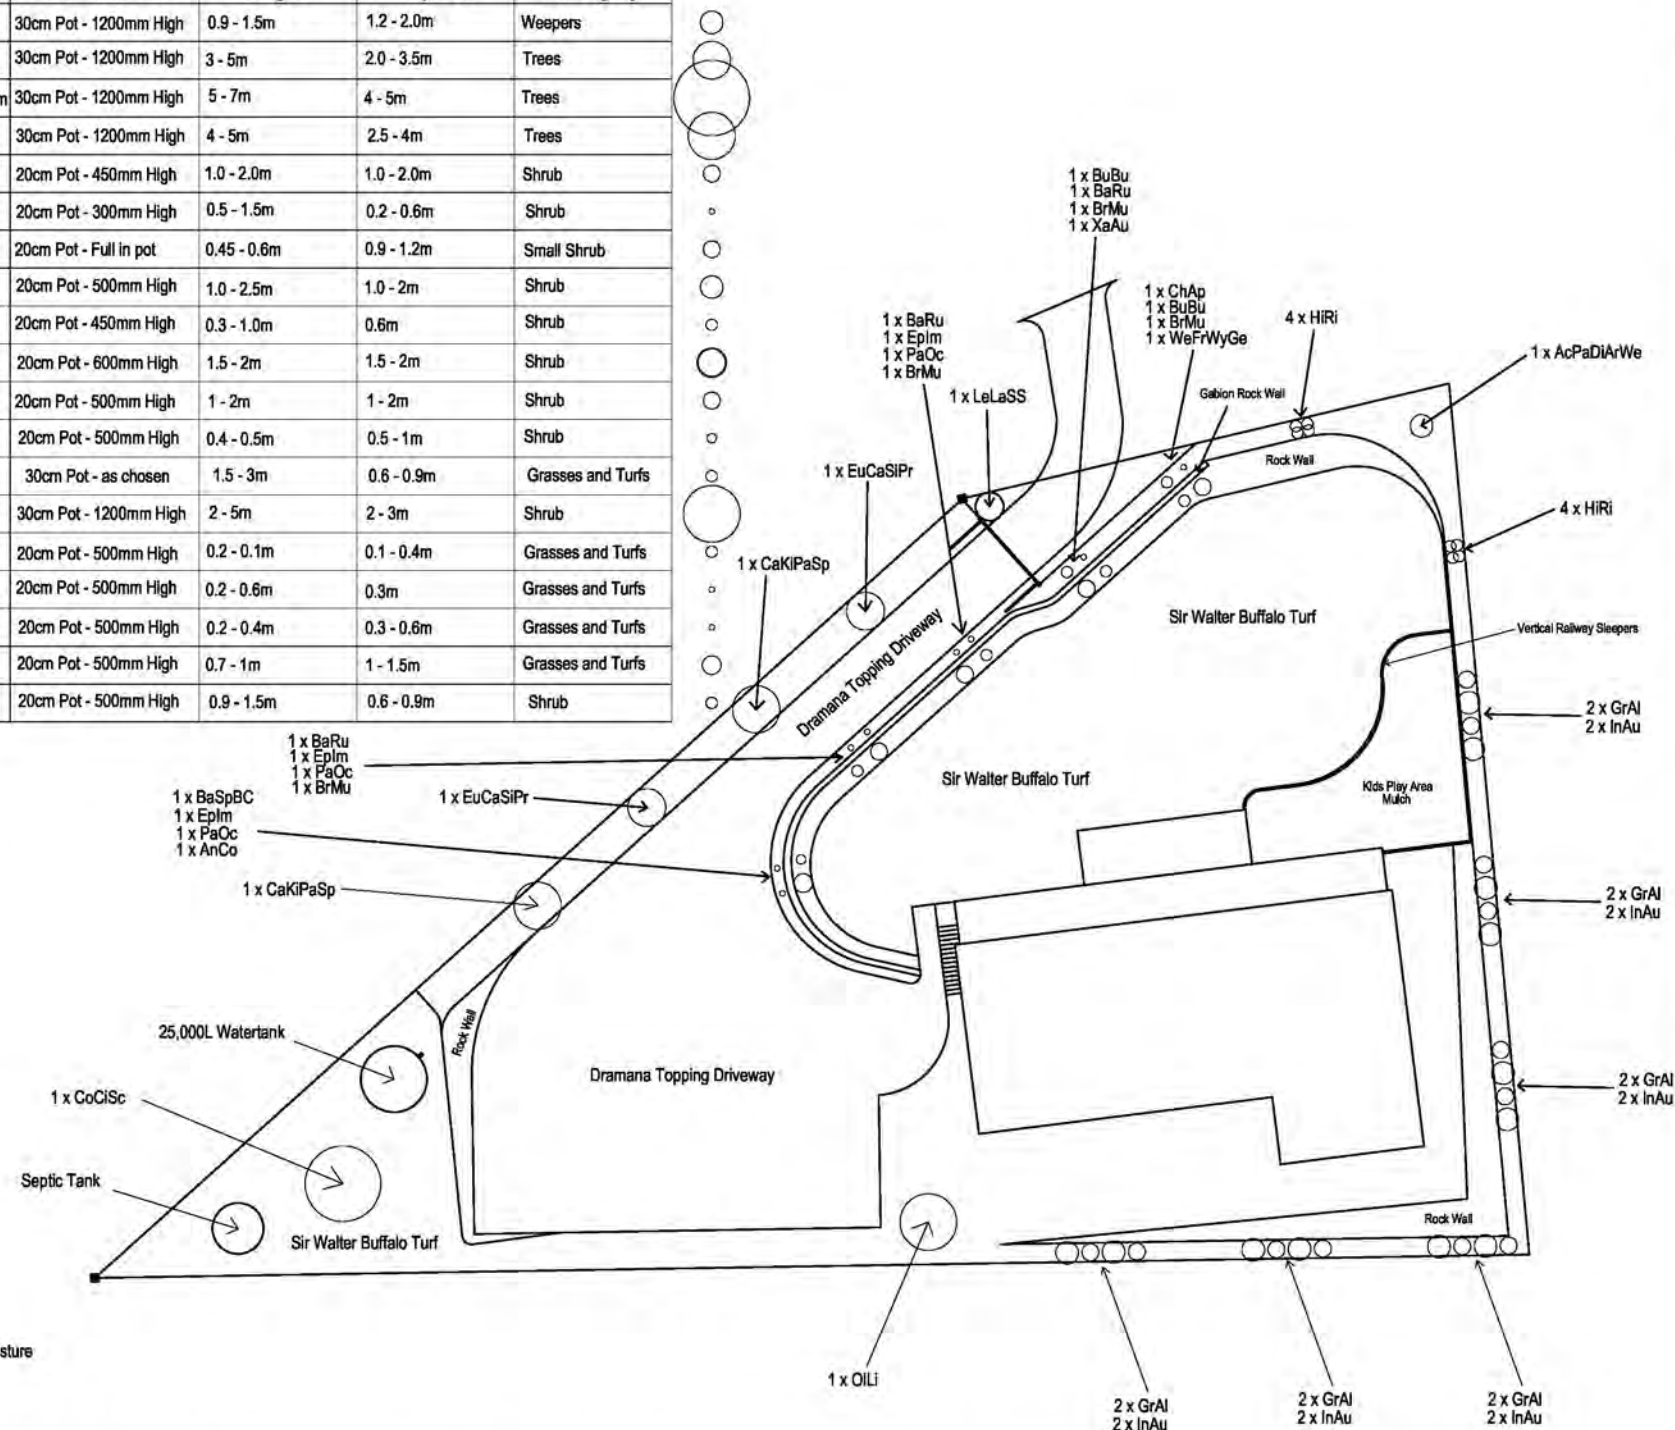 30cm Pot - 1200mm High 0.9 - 1.5m 1.2 - 2.0m Weepers
30cm Pot - 1200mm High 3 - 5m 2.0 - 3.5m Trees
30cm Pot - 1200mm High 5 - 7m 4 - 5m Trees
30cm Pot - 1200mm High 4 - 5m 2.5 - 4m Trees
20cm Pot - 450mm High 1.0 - 2.0m 1.0 - 2.0m Shrub
20cm Pot - 300mm High 0.5 - 1.5m 0.2 - 0.6m Shrub
20cm Pot - Full in pot 0.45 - 0.6m 0.9 - 1.2m Small Shrub
20cm Pot - 500mm High 1.0 - 2.5m 1.0 - 2m Shrub
20cm Pot - 450mm High 0.3 - 1.0m 0.6m Shrub
20cm Pot - 600mm High 1.5 - 2m 1.5 - 2m Shrub
20cm Pot - 500mm High 1 - 2m 1 - 2m Shrub
20cm Pot - 500mm High 0.4 - 0.5m 0.5 - 1m Shrub
30cm Pot - as chosen 1.5 - 3m 0.6 - 0.9m Grasses and Turfs
30cm Pot - 1200mm High 2 - 5m 2 - 3m Shrub
20cm Pot - 500mm High 0.2 - 0.1m 0.1 - 0.4m Grasses and Turfs
20cm Pot - 500mm High 0.2 - 0.6m 0.3m Grasses and Turfs
20cm Pot - 500mm High 0.2 - 0.4m 0.3 - 0.6m Grasses and Turfs
20cm Pot - 500mm High 0.7 - 1m 1 - 1.5m Grasses and Turfs
20cm Pot - 500mm High 0.9 - 1.5m 0.6 - 0.9m Shrub
1 x BuBu
1 x BaRu
1 x BrMu
1 x XaAu
1 x ChAp
1 x BuBu
1 x BrMu
1 x WeFrWyGe
4 x HiRi
1 x AcPaDiArWe
1 x BaRu
1 x EpIm
1 x PaOc
1 x BrMu
1 x LeLaSS
Gabion Rock Wall
Rock Wall
1 x EuCaSiPr
4 x HiRi
1 x CaKiPaSp
Sir Walter Buffalo Turf
Vertical Railway Sleepers
Dramana Topping Driveway
2 x GrAl
2 x InAu
1 x BaRu
1 x EpIm
1 x PaOc
1 x BrMu
Sir Walter Buffalo Turf
Kids Play Area
Mulch
1 x BaSpBC
1 x EpIm
1 x PaOc
1 x AnCo
1 x EuCaSiPr
1 x CaKiPaSp
2 x GrAl
2 x InAu
25,000L Watertank
Rock Wall
Dramana Topping Driveway
1 x CoCiSc
2 x GrAl
2 x InAu
Septic Tank
Sir Walter Buffalo Turf
Rock Wall
sture
1 x OlLi
2 x GrAl
2 x InAu
2 x GrAl
2 x InAu
2 x GrAl
2 x InAu